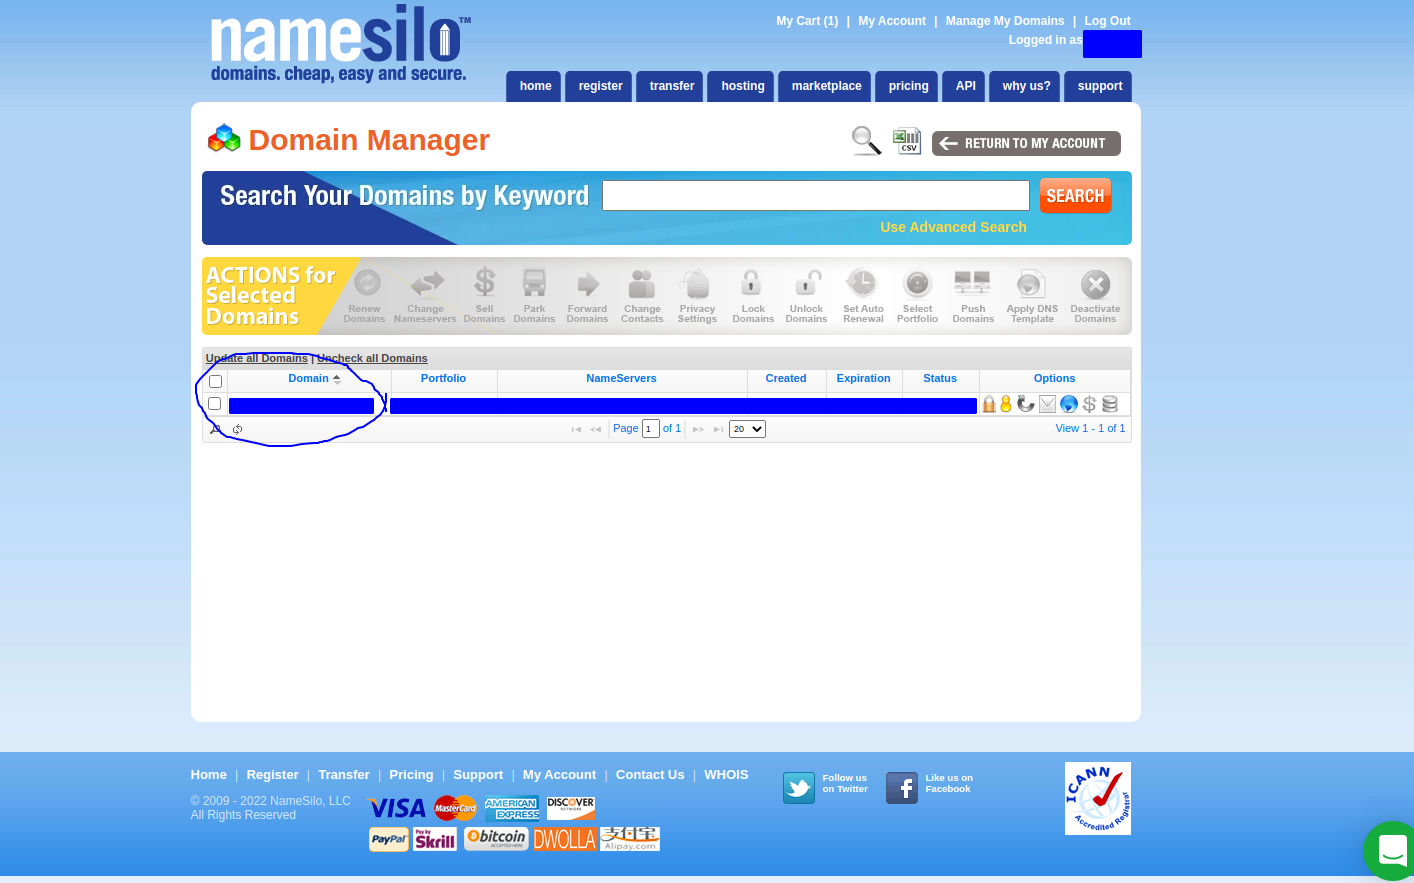 namesilo™
domains. cheap, easy and secure.
My Cart (1) | My Account | Manage My Domains | Log Out
Logged in as
home register transfer hosting marketplace pricing API why us? support
Domain Manager
CSV
RETURN TO MY ACCOUNT
Search Your Domains by Keyword
SEARCH
Use Advanced Search
ACTIONS for
Selected
Domains
Renew Domains
Change Nameservers
Sell Domains
Park Domains
Forward Domains
Change Contacts
Privacy Settings
Lock Domains
Unlock Domains
Set Auto Renewal
Select Portfolio
Push Domains
Apply DNS Template
Deactivate Domains
Update all Domains | Uncheck all Domains
Domain Portfolio NameServers Created Expiration Status Options
Page 1 of 1 20 View 1 - 1 of 1
Home | Register | Transfer | Pricing | Support | My Account | Contact Us | WHOIS
© 2009 - 2022 NameSilo, LLC
All Rights Reserved
VISA MasterCard AMERICAN EXPRESS DISCOVER NETWORK
PayPal Pay by Skrill bitcoin ACCEPTED HERE DWOLLA 支付宝 Alipay.com
Follow us
on Twitter
Like us on
Facebook
ICANN
Accredited Registrar